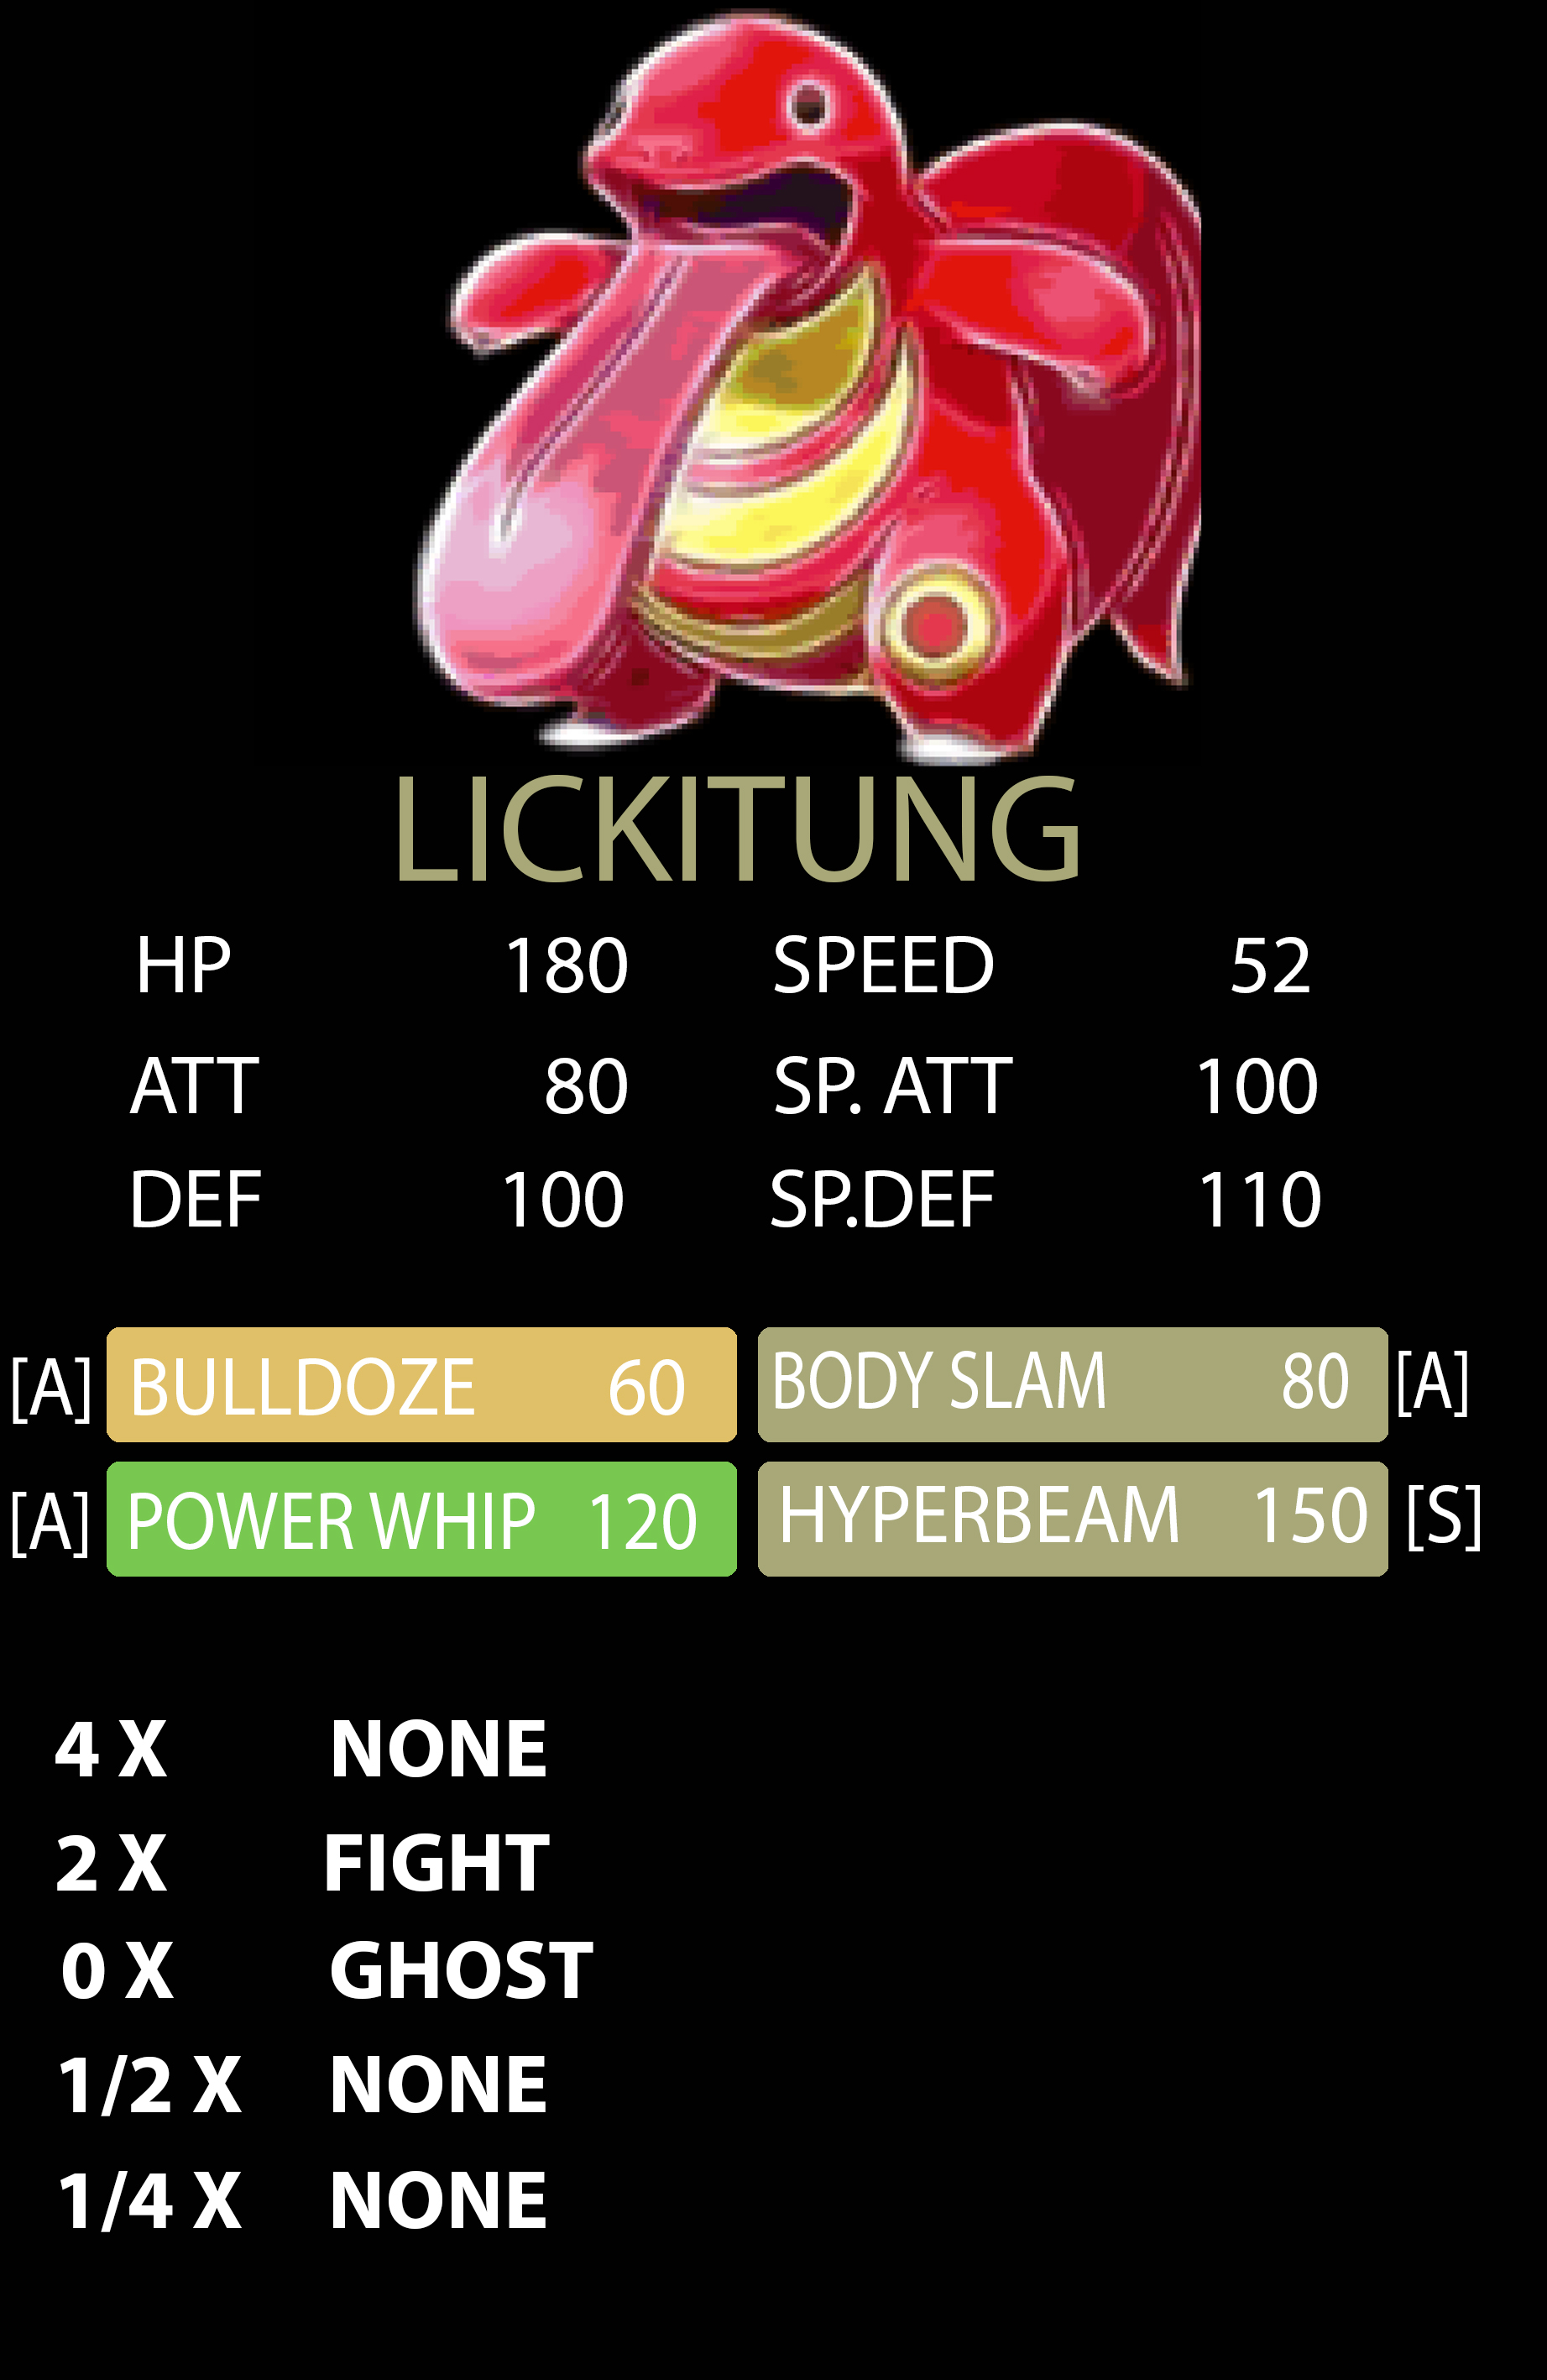 LICKITUNG
HP 180 SPEED 52
ATT 80 SP. ATT 100
DEF 100 SP.DEF 110
[A] BULLDOZE 60 BODY SLAM 80 [A]
[A] POWER WHIP 120 HYPERBEAM 150 [S]
4 X NONE
2 X FIGHT
0 X GHOST
1/2 X NONE
1/4 X NONE